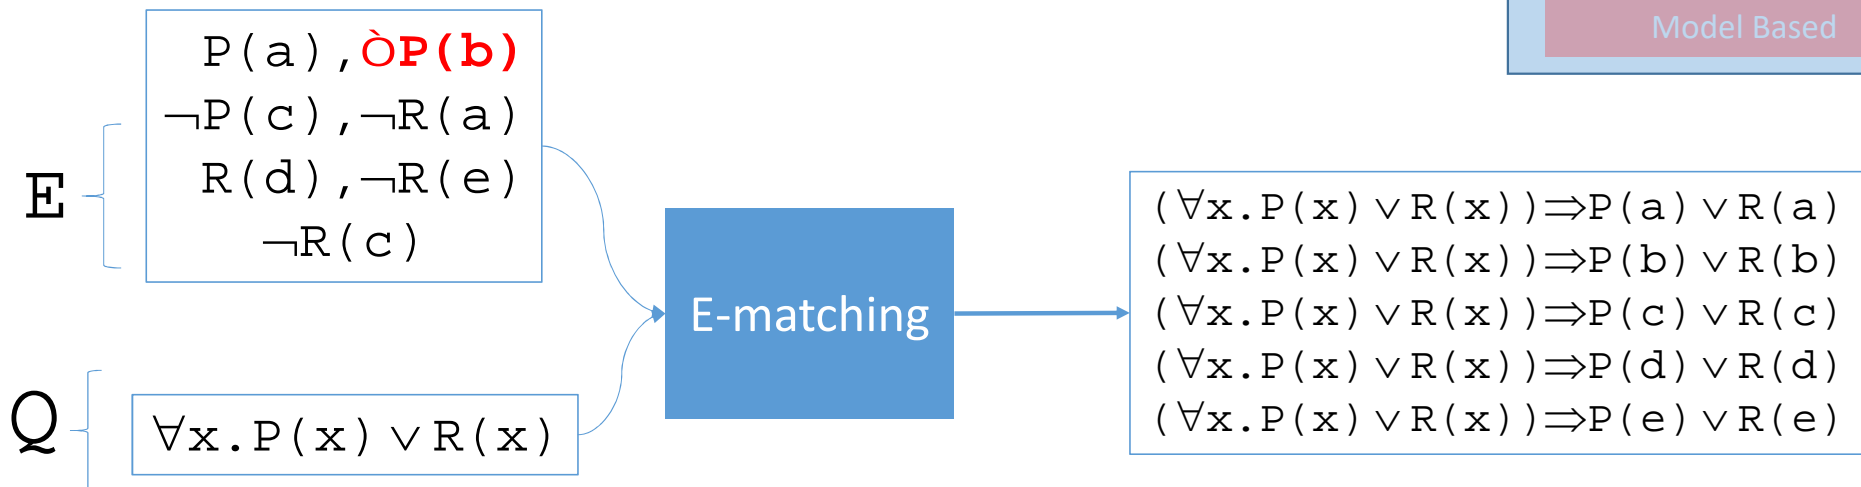 Model Based
P(a),ÒP(b)
¬P(c),¬R(a)
R(d),¬R(e)
¬R(c)
E
E-matching
(∀x.P(x)∨R(x))⇒P(a)∨R(a)
(∀x.P(x)∨R(x))⇒P(b)∨R(b)
(∀x.P(x)∨R(x))⇒P(c)∨R(c)
(∀x.P(x)∨R(x))⇒P(d)∨R(d)
(∀x.P(x)∨R(x))⇒P(e)∨R(e)
Q
∀x.P(x)∨R(x)